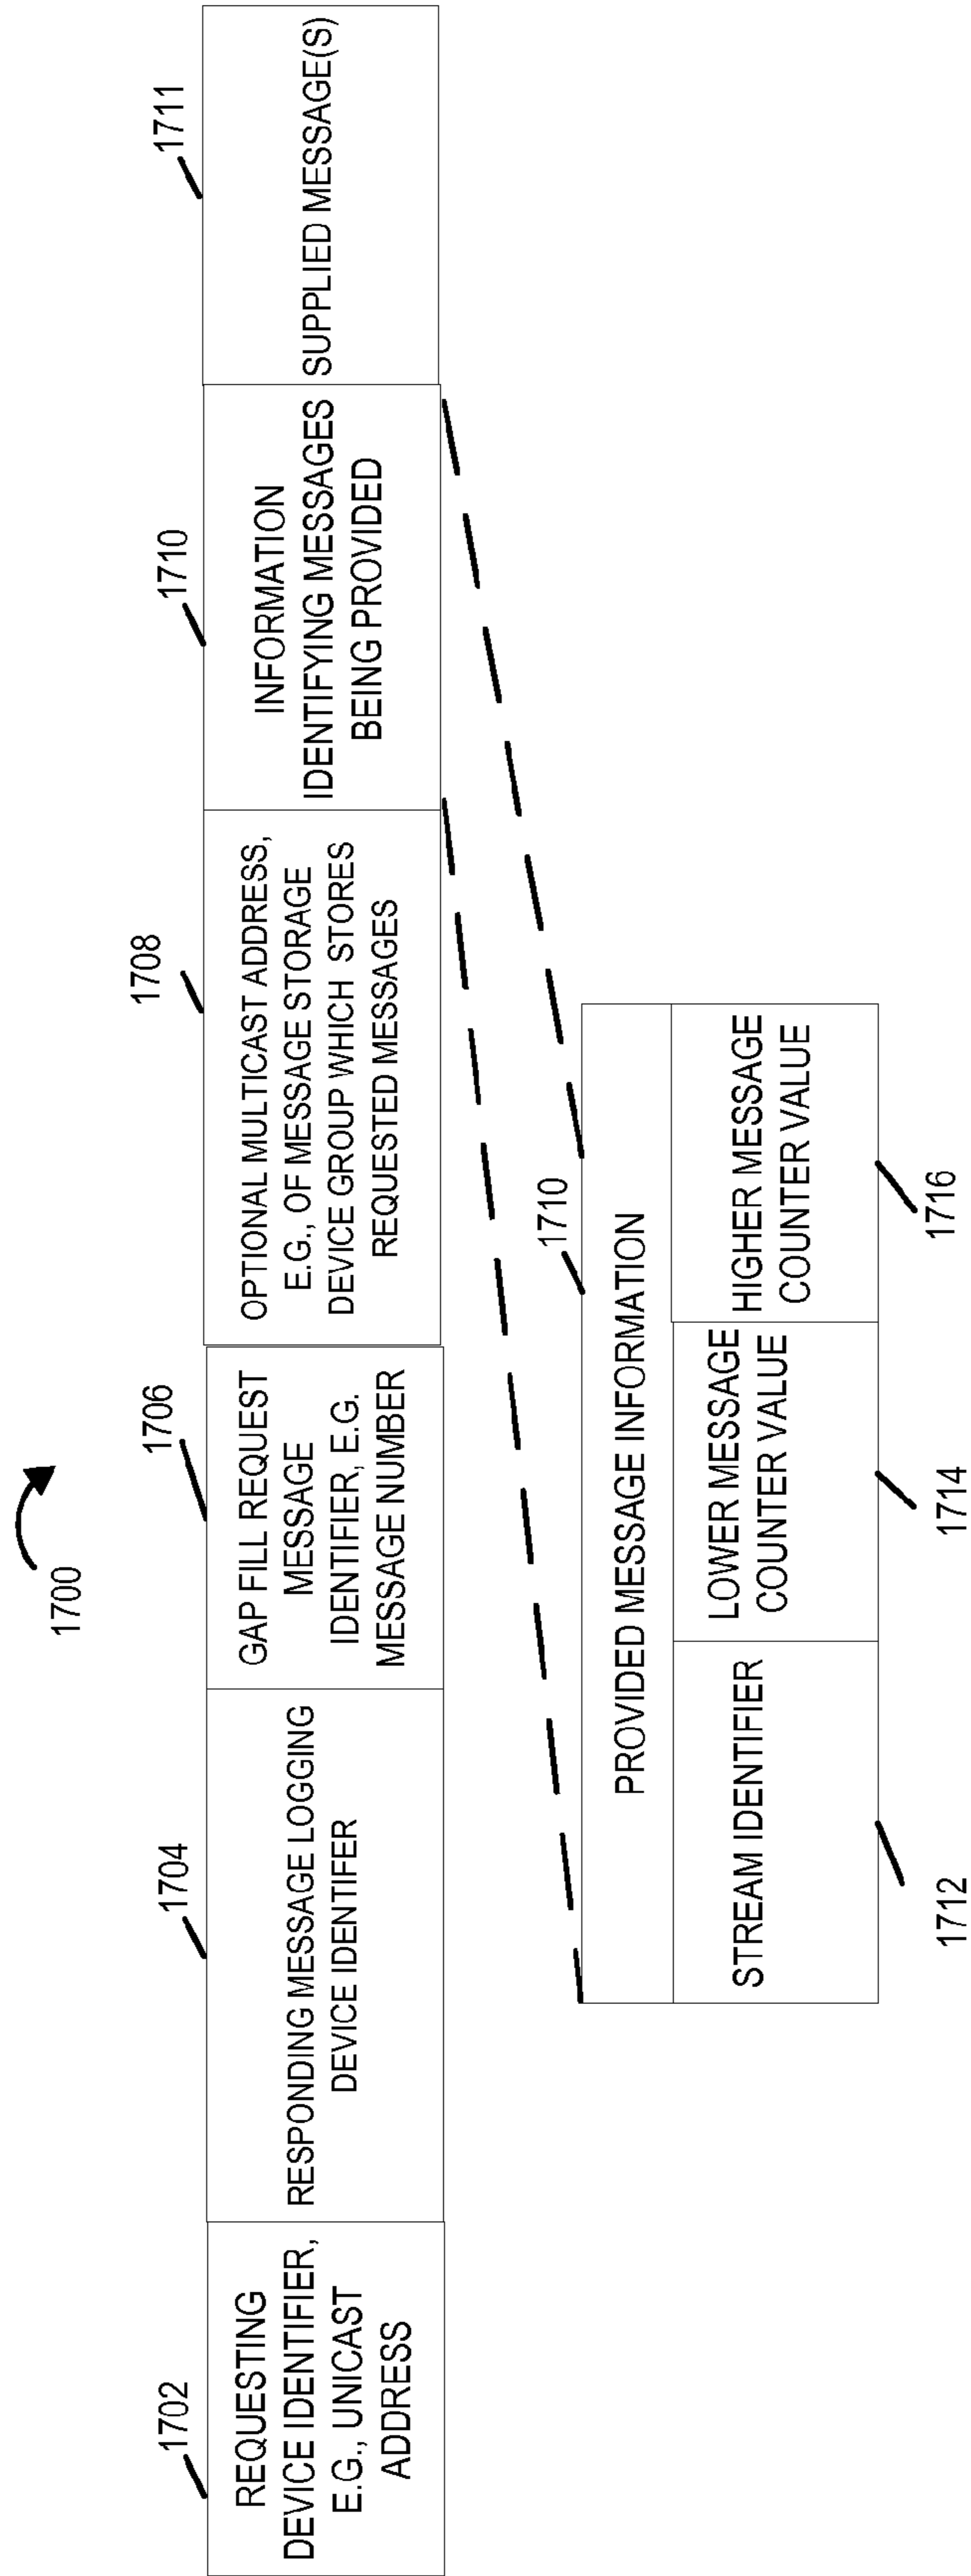 1700
1702
REQUESTING
DEVICE IDENTIFIER,
E.G., UNICAST
ADDRESS
1704
RESPONDING MESSAGE LOGGING
DEVICE IDENTIFER
1706
GAP FILL REQUEST
MESSAGE
IDENTIFIER, E.G.
MESSAGE NUMBER
1708
OPTIONAL MULTICAST ADDRESS,
E.G., OF MESSAGE STORAGE
DEVICE GROUP WHICH STORES
REQUESTED MESSAGES
1710
INFORMATION
IDENTIFYING MESSAGES
BEING PROVIDED
1711
SUPPLIED MESSAGE(S)
1710
PROVIDED MESSAGE INFORMATION
STREAM IDENTIFIER
1712
LOWER MESSAGE
COUNTER VALUE
1714
HIGHER MESSAGE
COUNTER VALUE
1716